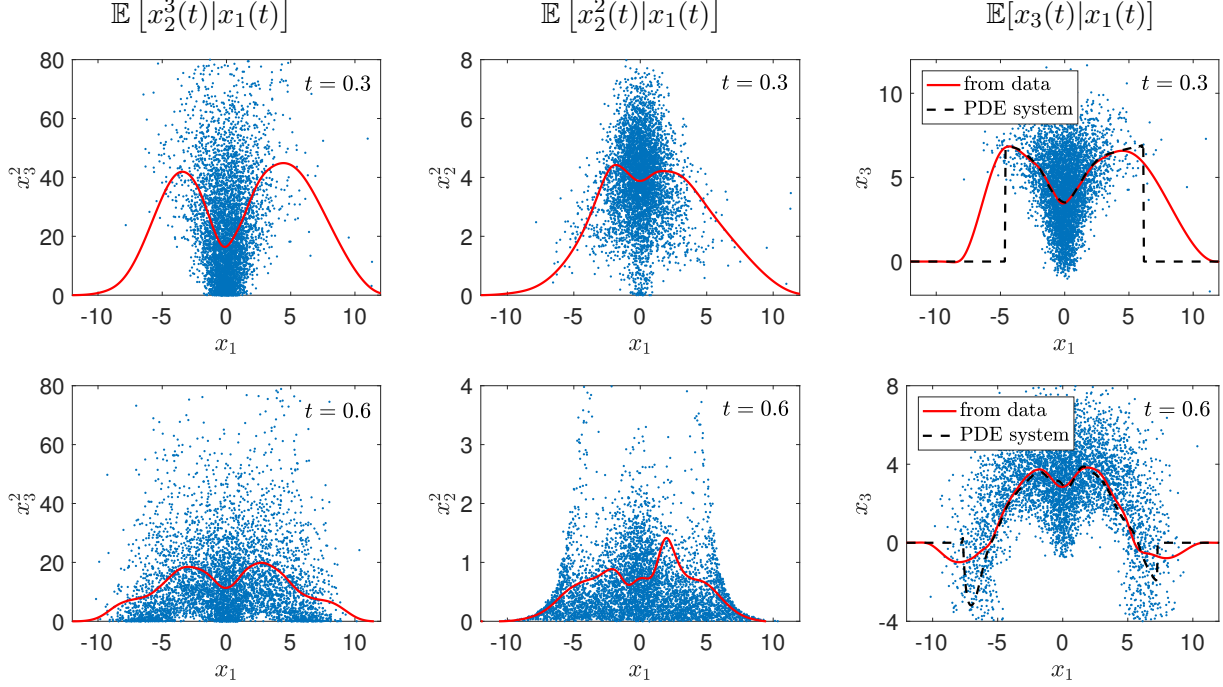 𝔼 [x₂³(t)|x₁(t)]
𝔼 [x₂²(t)|x₁(t)]
𝔼[x₃(t)|x₁(t)]
80
60
40
20
0
x₃²
t = 0.3
-10 -5 0 5 10
x₁
8
6
4
2
0
x₂²
t = 0.3
-10 -5 0 5 10
x₁
10
5
0
x₃
from data
PDE system
t = 0.3
-10 -5 0 5 10
x₁
80
60
40
20
0
x₃²
t = 0.6
-10 -5 0 5 10
x₁
4
3
2
1
0
x₂²
t = 0.6
-10 -5 0 5 10
x₁
8
4
0
-4
x₃
from data
PDE system
t = 0.6
-10 -5 0 5 10
x₁